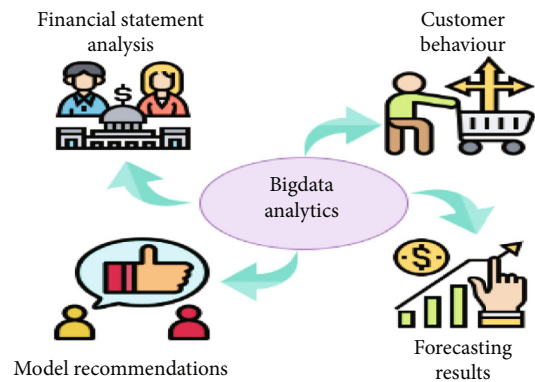 Financial statement
analysis
Customer
behaviour
$
Bigdata
analytics
$
Model recommendations
Forecasting
results